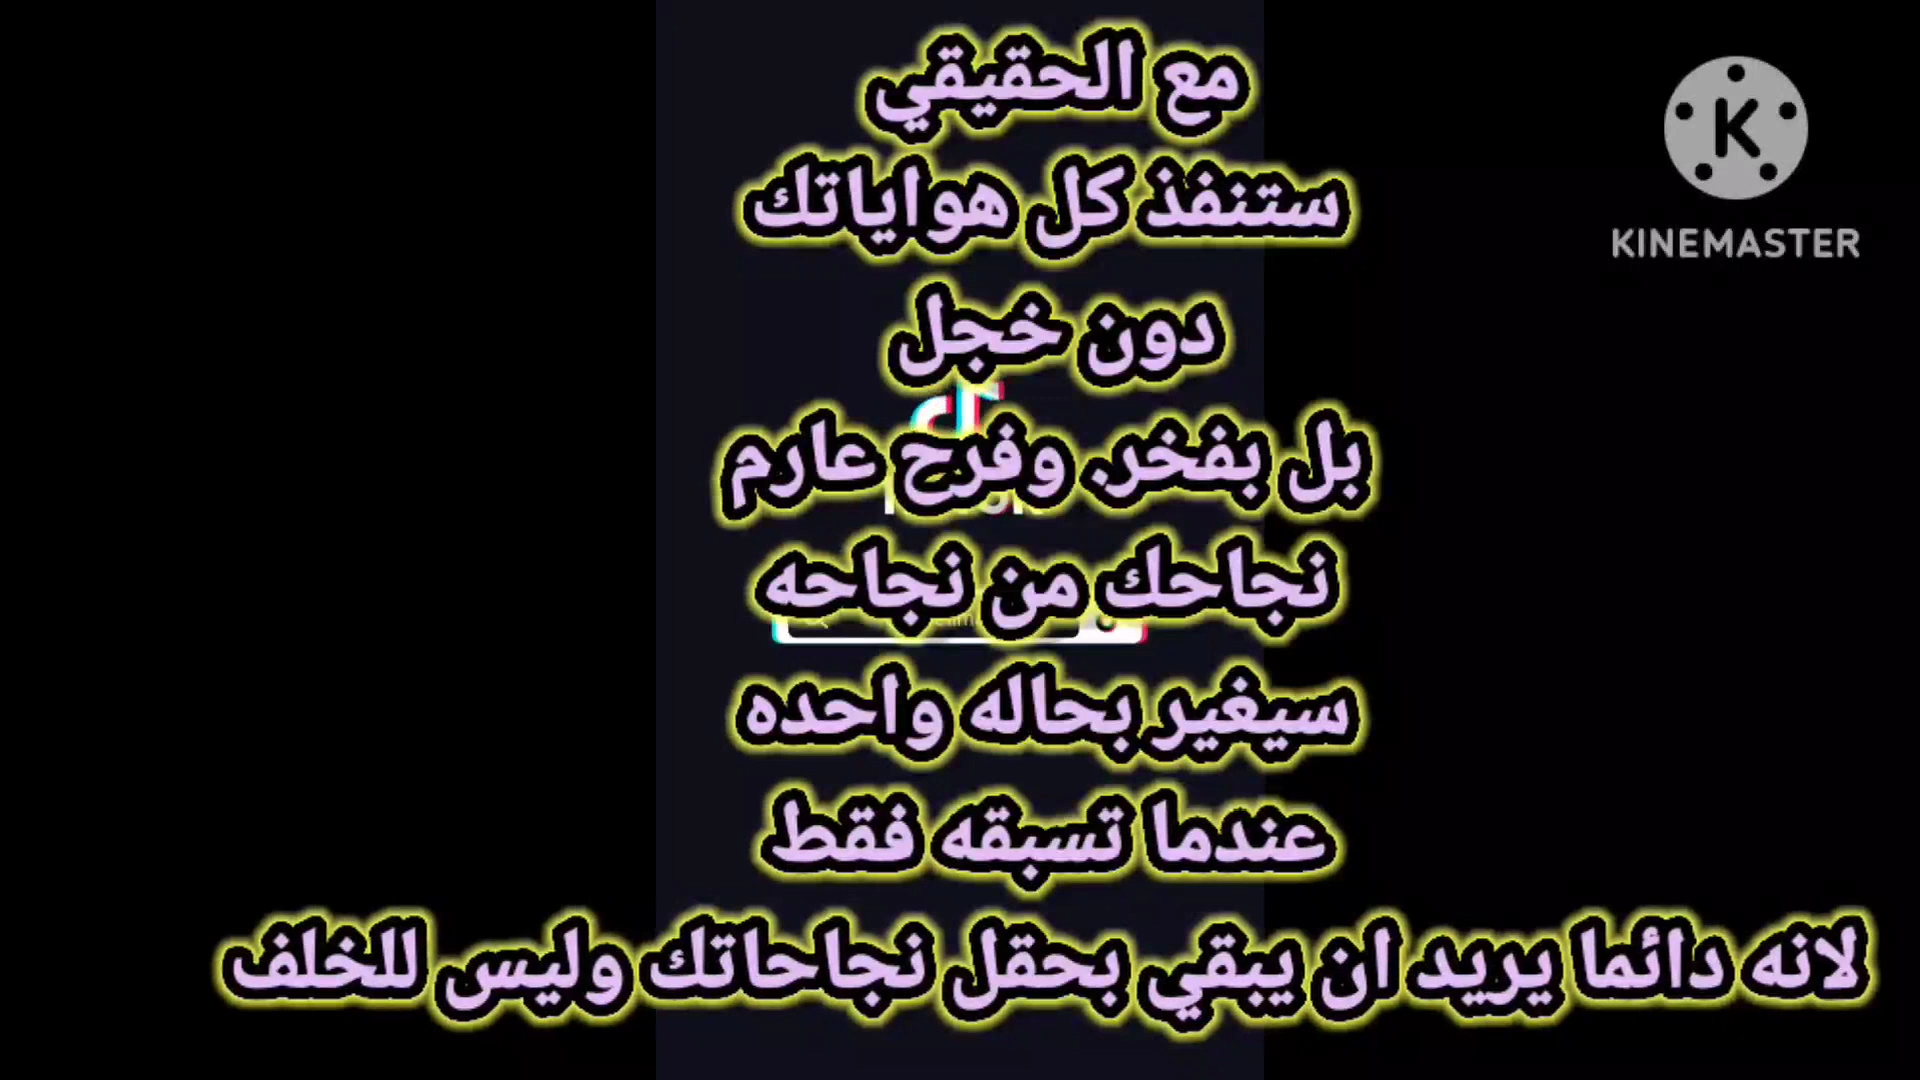 مع الحقيقي
ستنفذ كل هواياتك
دون خجل
بل بفخر. وفرح عارم
نجاحك من نجاحه
سيغير بحاله واحده
عندما تسبقه فقط
لانه دائما يريد ان يبقي بحقل نجاحاتك وليس للخلف
K
KINEMASTER